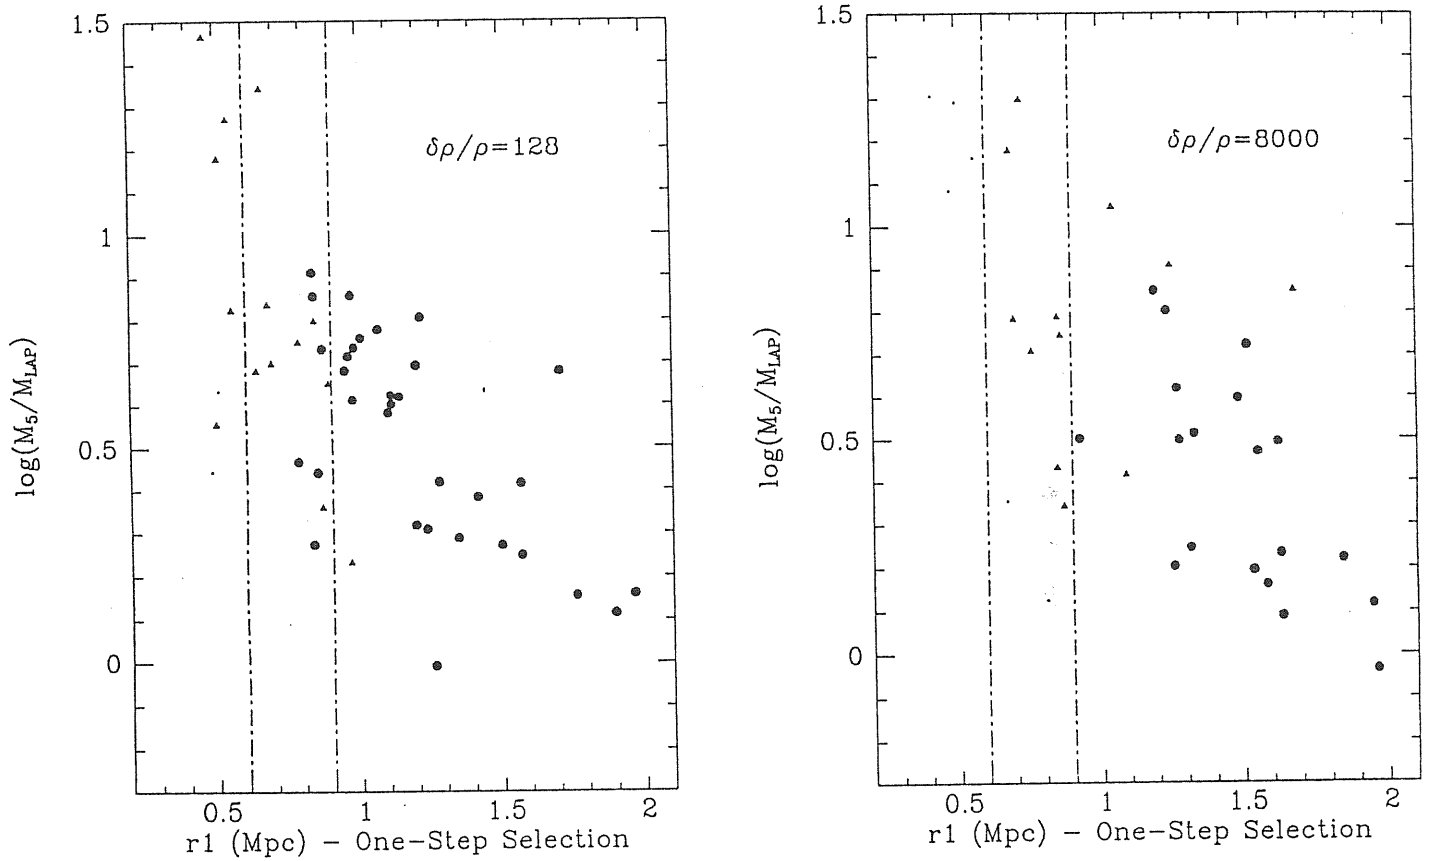 1.5
1
0.5
0
log(M5/MLAP)
δρ/ρ=128
0.5 1 1.5 2
r1 (Mpc) – One-Step Selection
1.5
1
0.5
0
log(M5/MLAP)
δρ/ρ=8000
0.5 1 1.5 2
r1 (Mpc) – One-Step Selection